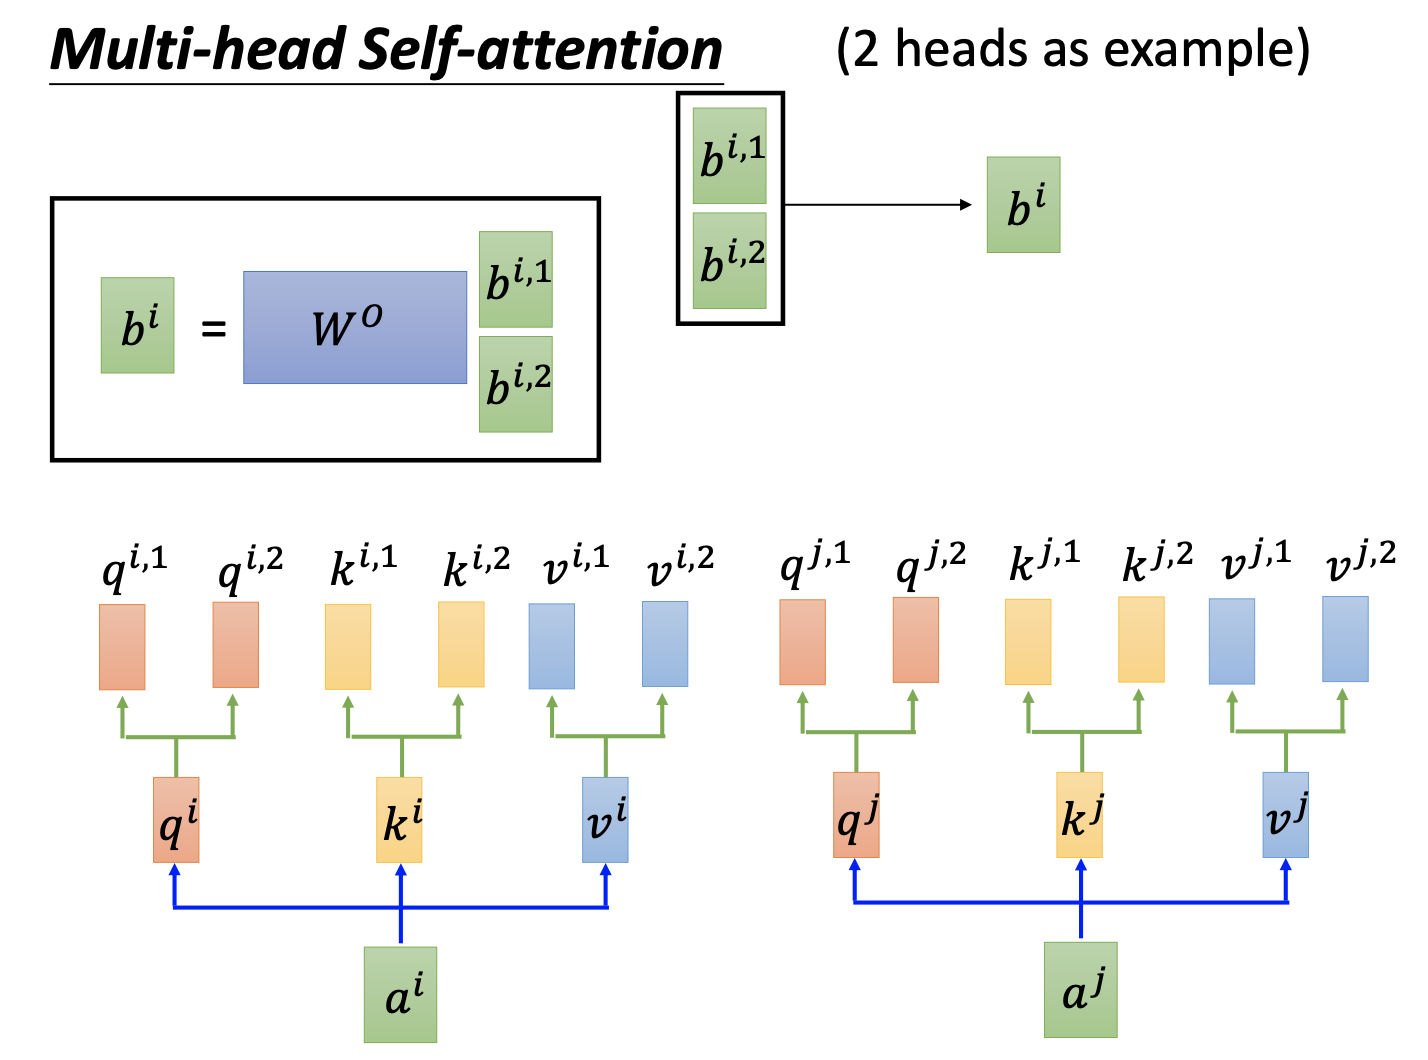 Multi-head Self-attention (2 heads as example)
b^{i,1}
b^{i,2}
b^i
b^i = W^O b^{i,1}
b^{i,2}
q^{i,1} q^{i,2} k^{i,1} k^{i,2} v^{i,1} v^{i,2} q^{j,1} q^{j,2} k^{j,1} k^{j,2} v^{j,1} v^{j,2}
q^i k^i v^i q^j k^j v^j
a^i a^j